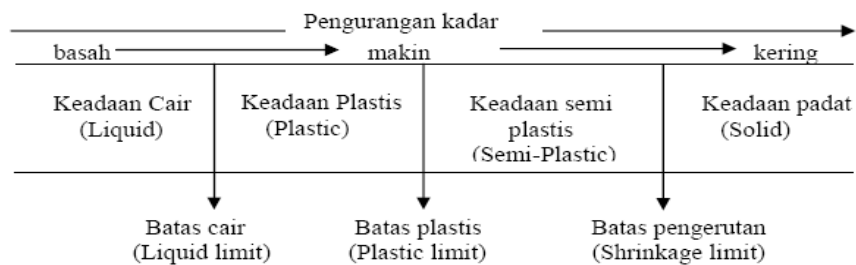 Pengurangan kadar
basah makin kering
Keadaan Cair
(Liquid)
Keadaan Plastis
(Plastic)
Keadaan semi
plastis
(Semi-Plastic)
Keadaan padat
(Solid)
Batas cair
(Liquid limit)
Batas plastis
(Plastic limit)
Batas pengerutan
(Shrinkage limit)